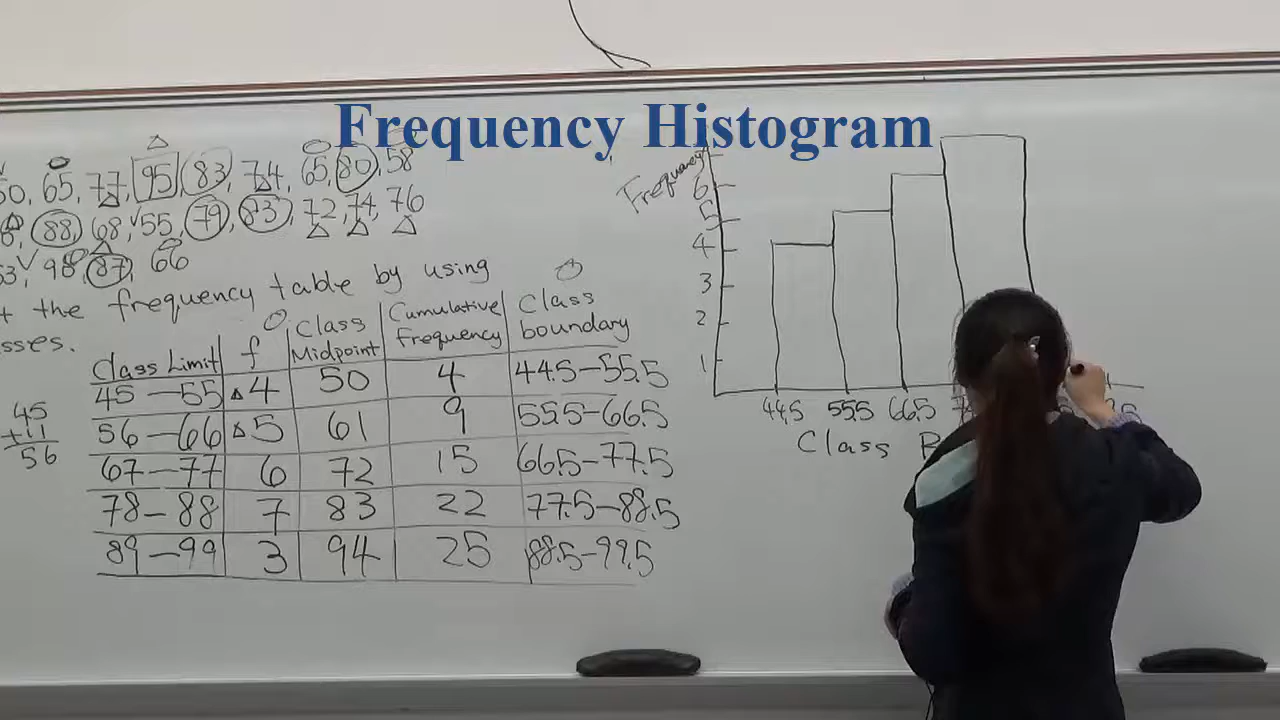 Frequency Histogram
50, 65, 77, 95, 83, 74, 65, 80, 58
88, 68, 55, 79, 83, 72, 74, 76
98, 87, 66
the frequency table by using
Class Limit f Class Midpoint Cumulative Frequency Class boundary
45-55 4 50 4 44.5-55.5
56-66 5 61 9 55.5-66.5
67-77 6 72 15 66.5-77.5
78-88 7 83 22 77.5-88.5
89-99 3 94 25 88.5-99.5
45
+11
56
Frequency
6
5
4
3
2
1
44.5 55.5 66.5
Class